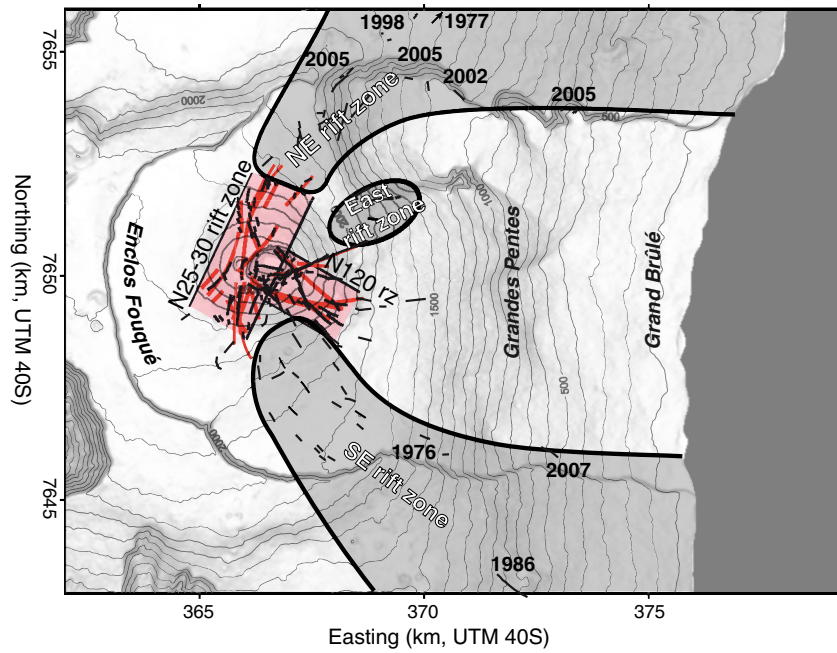 1998
1977
7655
2005
2005
2002
2005
2000
500
NE rift zone
1000
East
rift zone
N25-30 rift zone
Enclos Fouqué
N120 rz
Grandes Pentes
Grand Brûlé
7650
1500
500
2000
1976
2007
SE rift zone
7645
1986
Northing (km, UTM 40S)
365
370
375
Easting (km, UTM 40S)